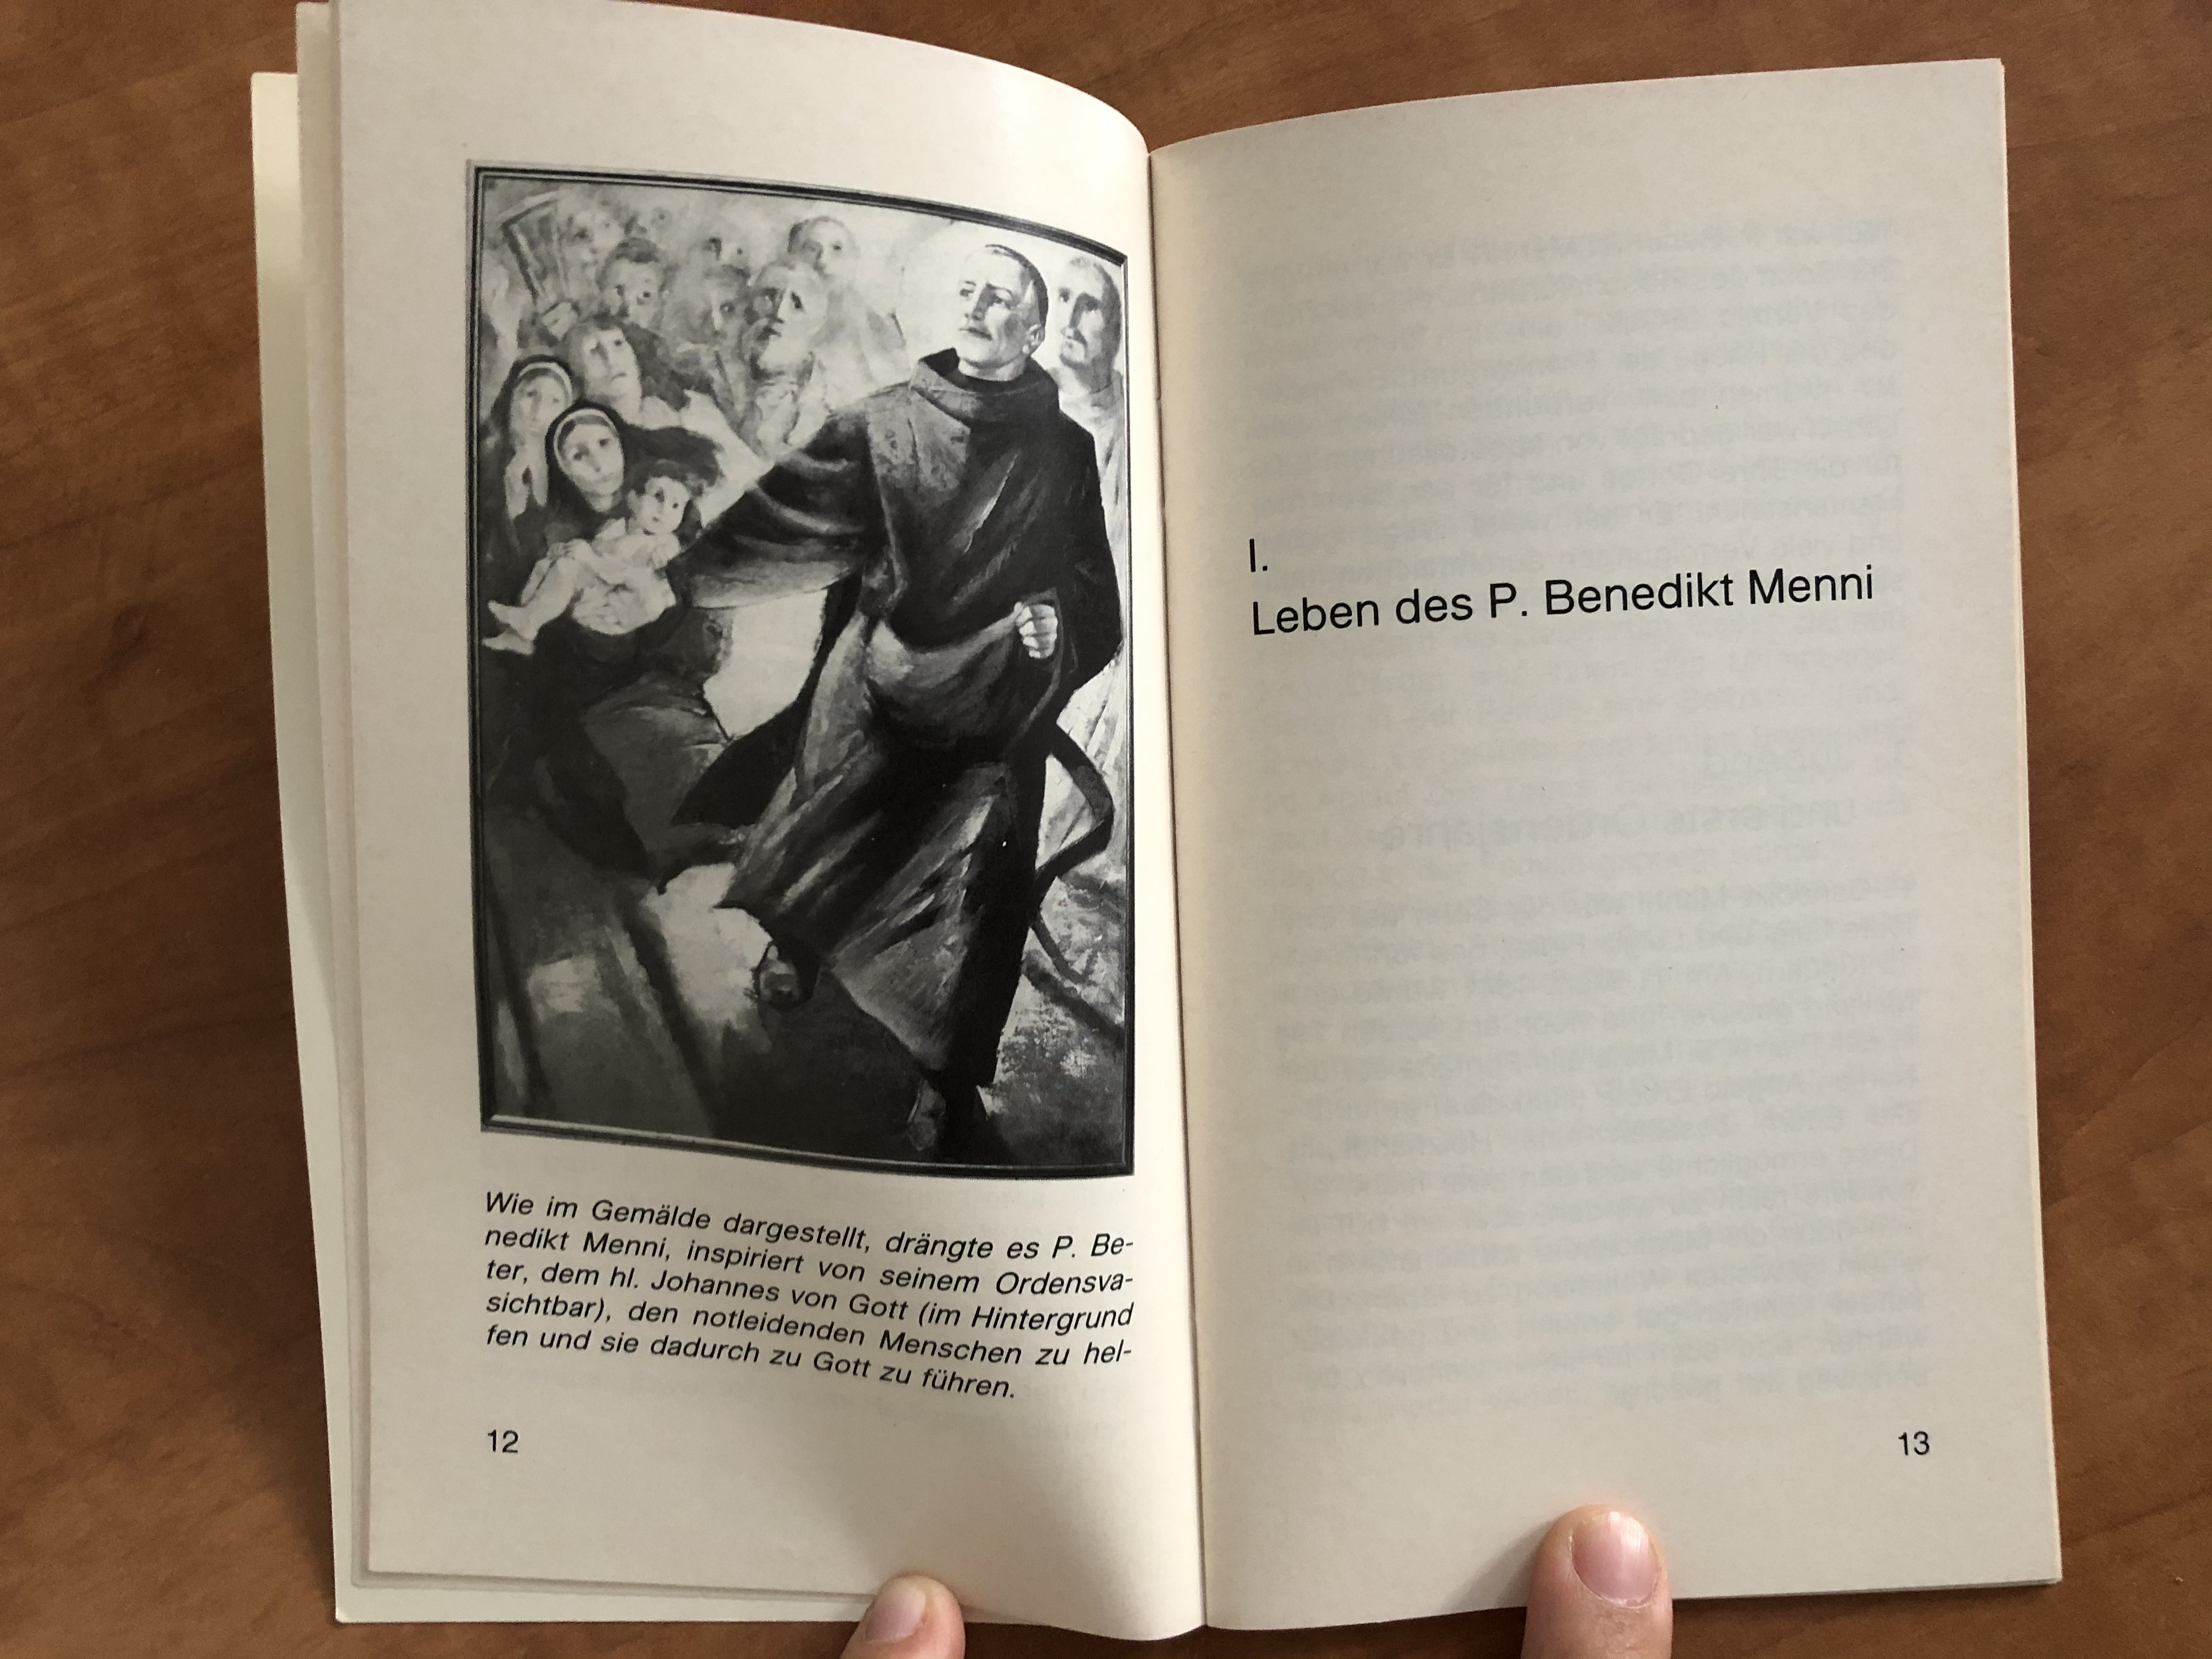 Wie im Gemälde dargestellt, drängte es P. Be-
nedikt Menni, inspiriert von seinem Ordensva-
ter, dem hl. Johannes von Gott (im Hintergrund
sichtbar), den notleidenden Menschen zu hel-
fen und sie dadurch zu Gott zu führen.
12
I.
Leben des P. Benedikt Menni
13